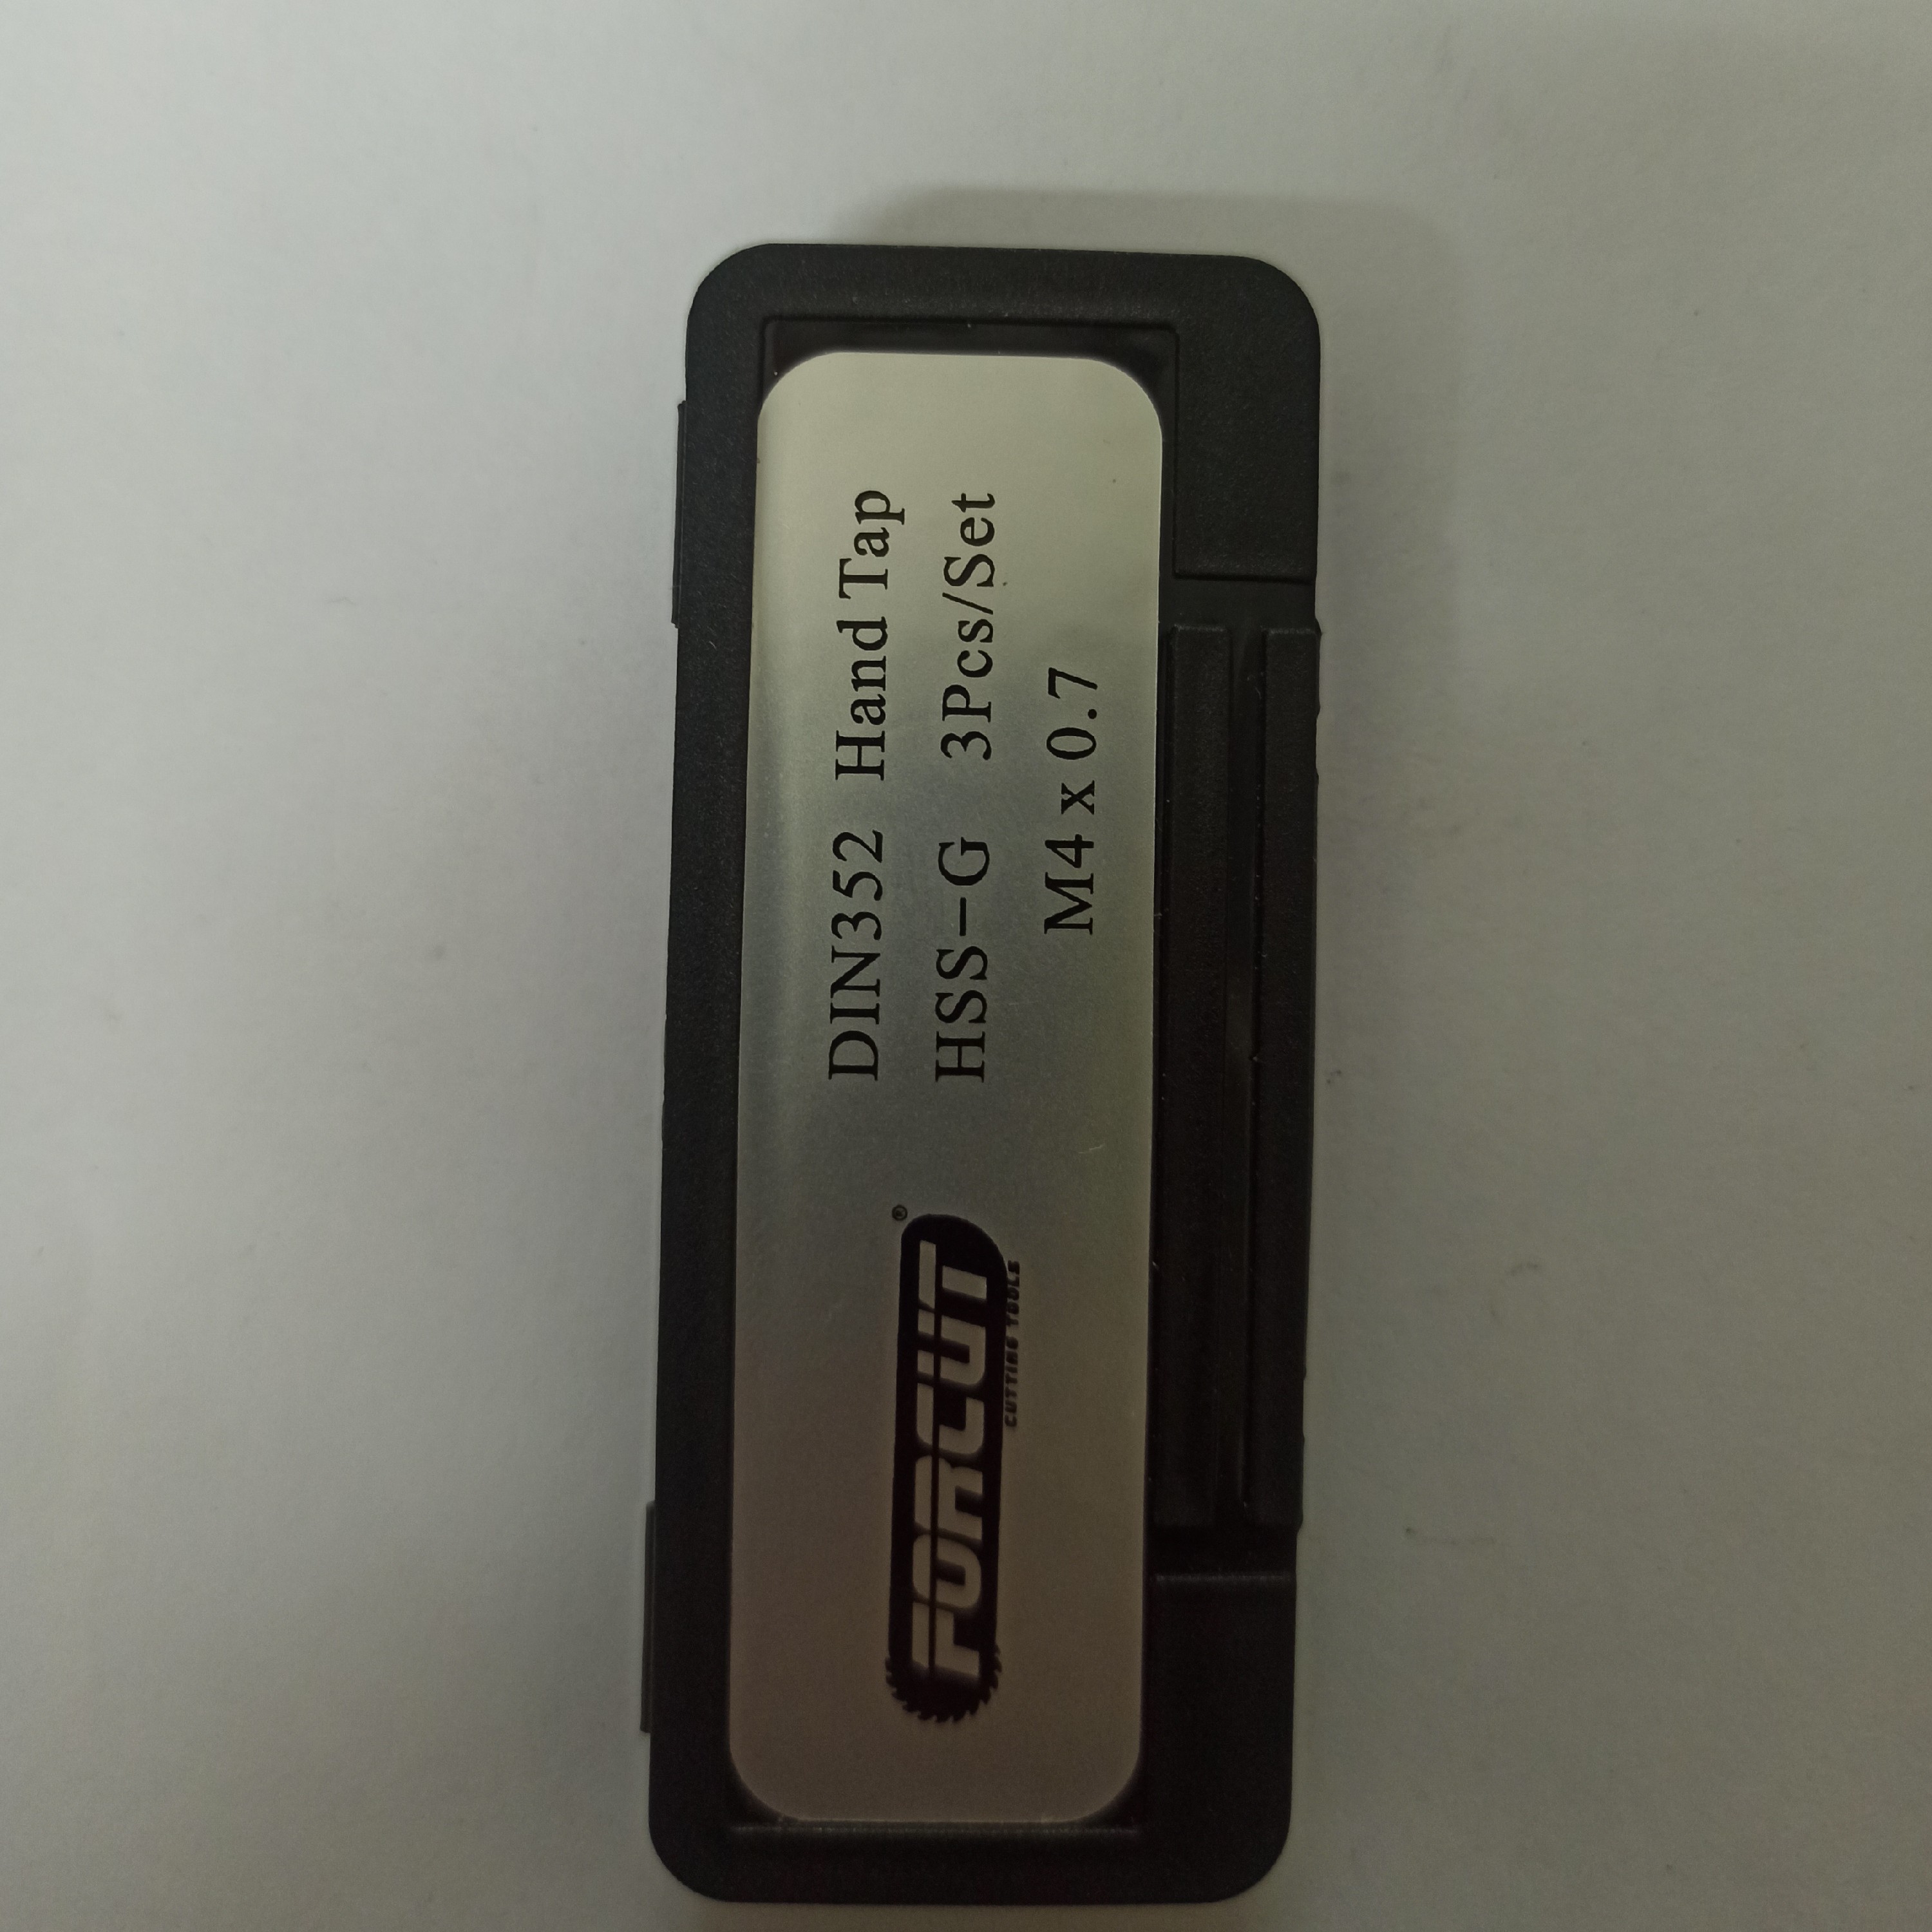 FORCUT®
CUTTING TOOLS
DIN352 Hand Tap
HSS-G 3Pcs/Set
M4 x 0.7